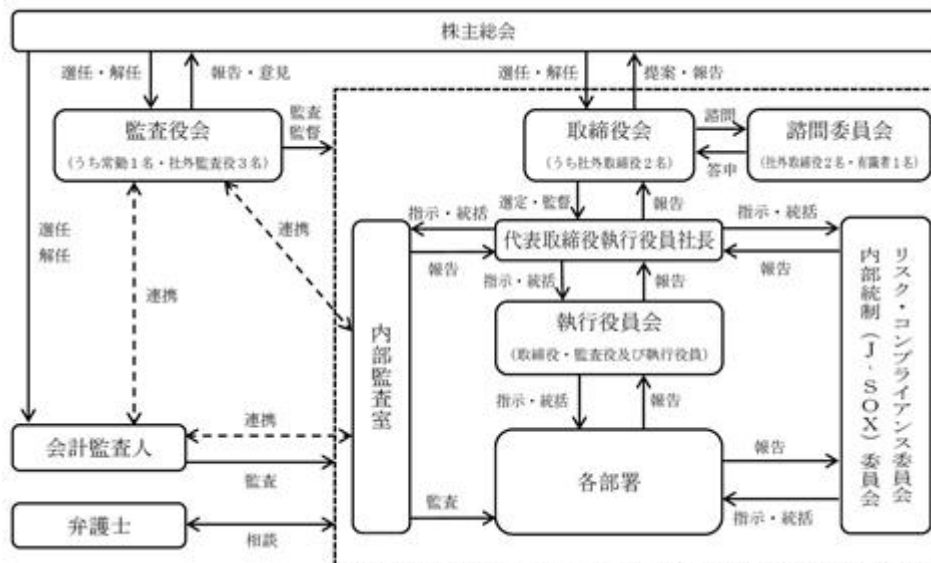 株主総会
選任・解任
報告・意見
選任・解任
提案・報告
監査役会
(うち常勤1名・社外監査役3名)
監査
監督
取締役会
(うち社外取締役2名)
諮問
答申
諮問委員会
(社外取締役2名・有識者1名)
選任
解任
連携
連携
選定・監督
報告
指示・統括
代表取締役執行役員社長
指示・統括
報告
報告
指示・統括
報告
執行役員会
(取締役・監査役及び執行役員)
内部監査室
リスク・コンプライアンス委員会
内部統制(J-SOX)委員会
指示・統括
報告
会計監査人
連携
監査
各部署
報告
指示・統括
監査
弁護士
相談